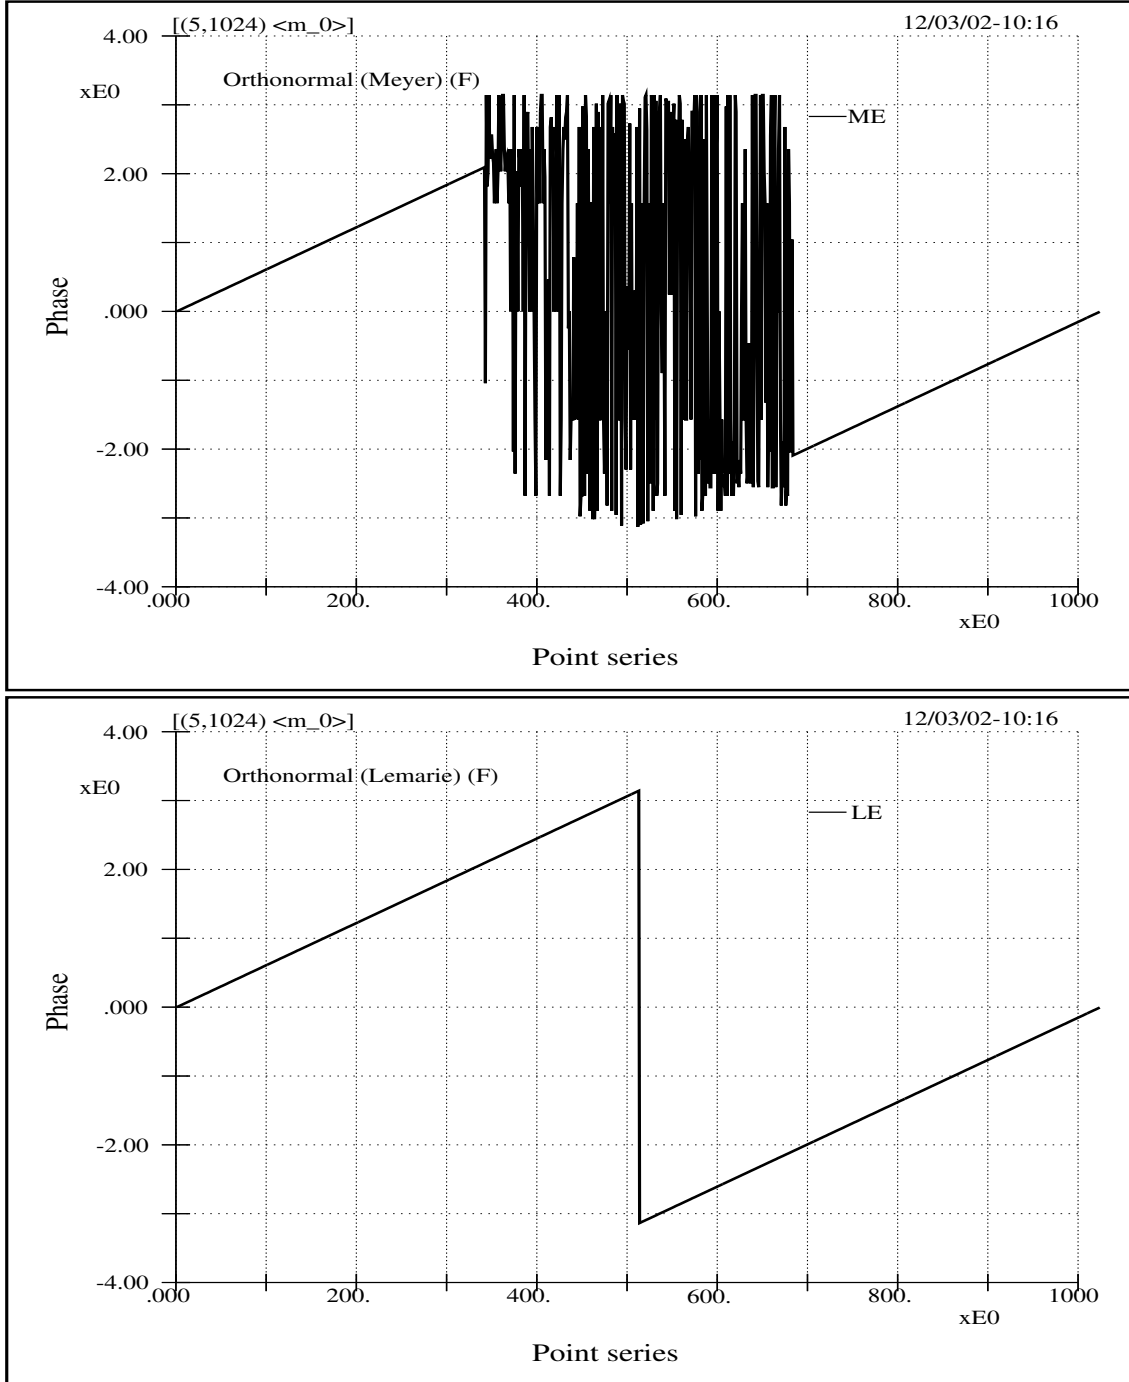 [(5,1024) <m_0>] 12/03/02-10:16
4.00
xE0
Orthonormal (Meyer) (F)
ME
2.00
Phase
.000
-2.00
-4.00
.000 200. 400. 600. 800. 1000
xE0
Point series
[(5,1024) <m_0>] 12/03/02-10:16
4.00
xE0
Orthonormal (Lemarie) (F)
LE
2.00
Phase
.000
-2.00
-4.00
.000 200. 400. 600. 800. 1000
xE0
Point series